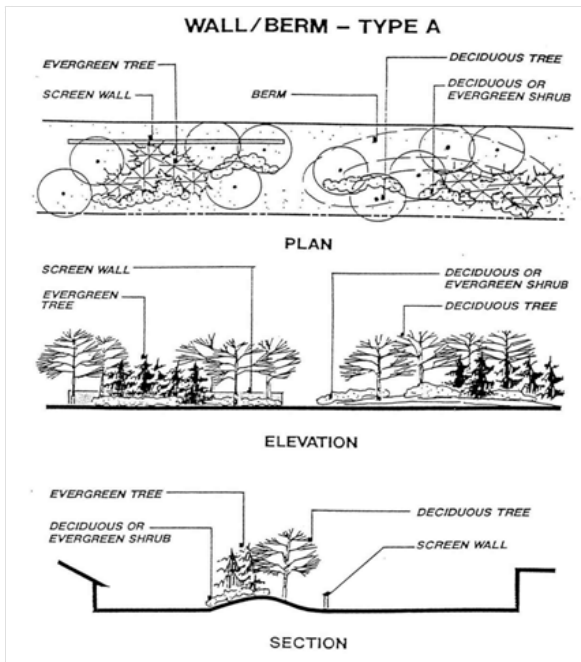 WALL/BERM – TYPE A
EVERGREEN TREE
SCREEN WALL
BERM
DECIDUOUS TREE
DECIDUOUS OR
EVERGREEN SHRUB
PLAN
SCREEN WALL
EVERGREEN
TREE
DECIDUOUS OR
EVERGREEN SHRUB
DECIDUOUS TREE
ELEVATION
EVERGREEN TREE
DECIDUOUS OR
EVERGREEN SHRUB
DECIDUOUS TREE
SCREEN WALL
SECTION